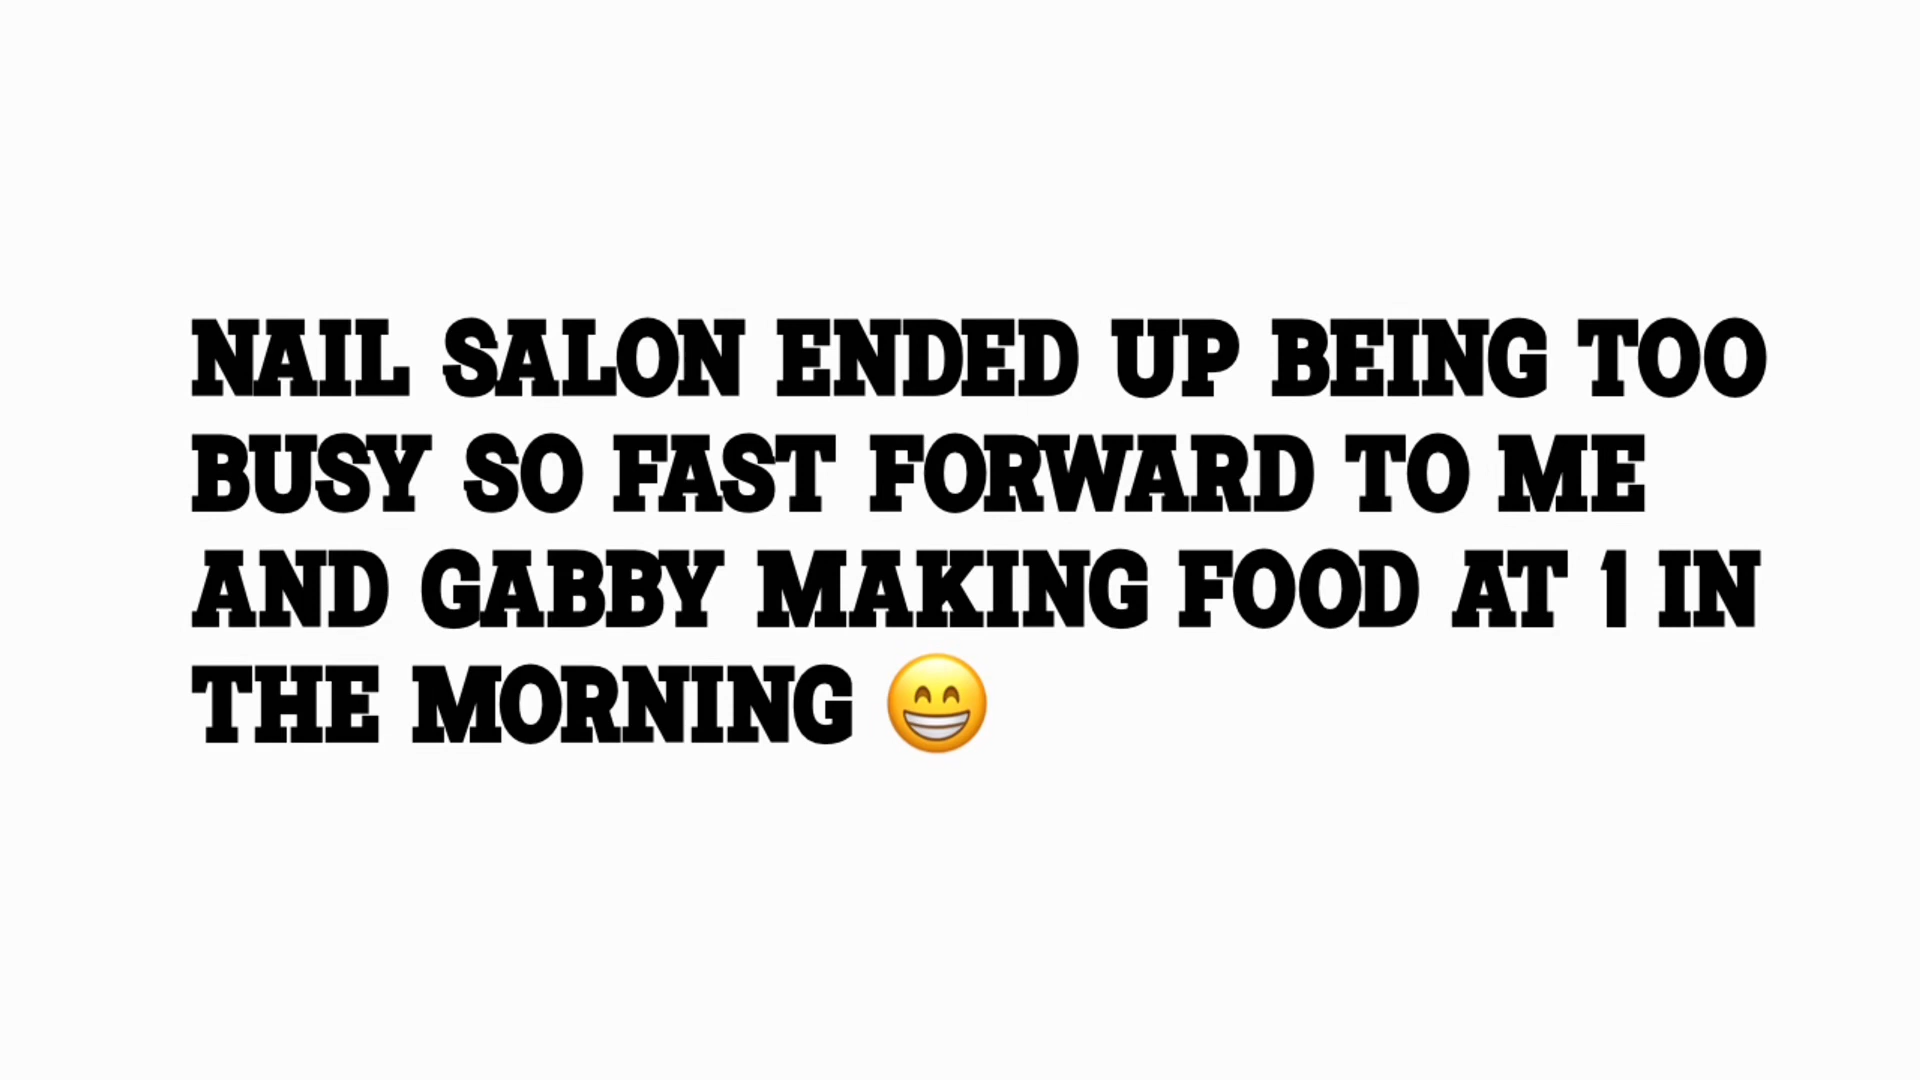 NAIL SALON ENDED UP BEING TOO
BUSY SO FAST FORWARD TO ME
AND GABBY MAKING FOOD AT 1 IN
THE MORNING 😁